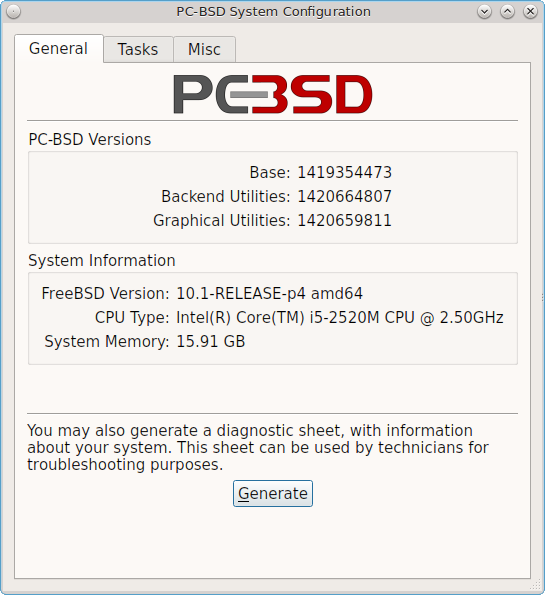 PC-BSD System Configuration
General Tasks Misc
PCBSD
PC-BSD Versions
Base: 1419354473
Backend Utilities: 1420664807
Graphical Utilities: 1420659811
System Information
FreeBSD Version: 10.1-RELEASE-p4 amd64
CPU Type: Intel(R) Core(TM) i5-2520M CPU @ 2.50GHz
System Memory: 15.91 GB
You may also generate a diagnostic sheet, with information
about your system. This sheet can be used by technicians for
troubleshooting purposes.
Generate